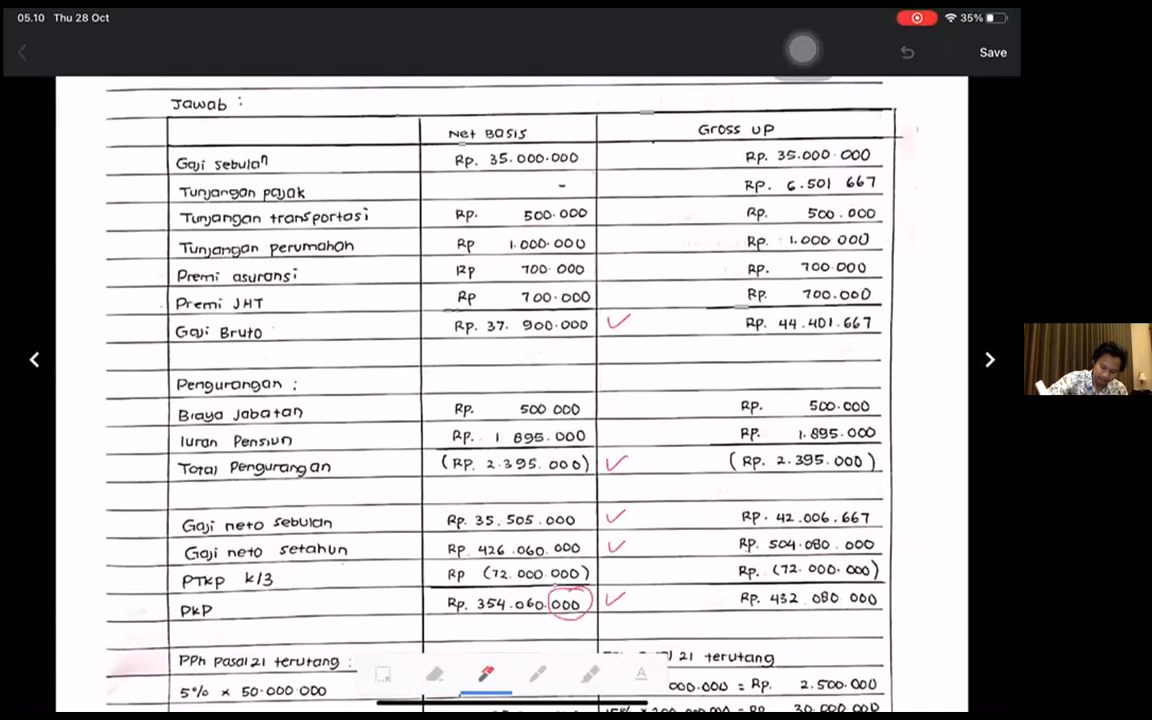 05.10 Thu 28 Oct
35%
Save
Jawab :
Net Basis Gross up
Gaji sebulan Rp. 35.000.000 Rp. 35.000.000
Tunjangan pajak - Rp. 6.501 667
Tunjangan transportasi Rp. 500.000 Rp. 500.000
Tunjangan perumahan Rp 1.000.000 Rp. 1.000 000
Premi asuransi Rp 700.000 Rp. 700.000
Premi JHT Rp 700.000 Rp. 700.000
Gaji Bruto Rp. 37. 900.000 Rp. 44.401.667
Pengurangan :
Biaya Jabatan Rp. 500 000 Rp. 500.000
Iuran Pensiun Rp. 1 895.000 Rp. 1.895.000
Total Pengurangan (Rp. 2.395.000) (Rp. 2.395.000)
Gaji neto sebulan Rp. 35.505.000 Rp. 42.006.667
Gaji neto setahun Rp. 426.060.000 Rp. 504.080.000
PTKP K/3 Rp (72.000.000) Rp. (72.000.000)
PKP Rp. 354.060.000 Rp. 432.080 000
PPh Pasal 21 terutang : 21 terutang
5% x 50.000.000 000.000 = Rp. 2.500.000